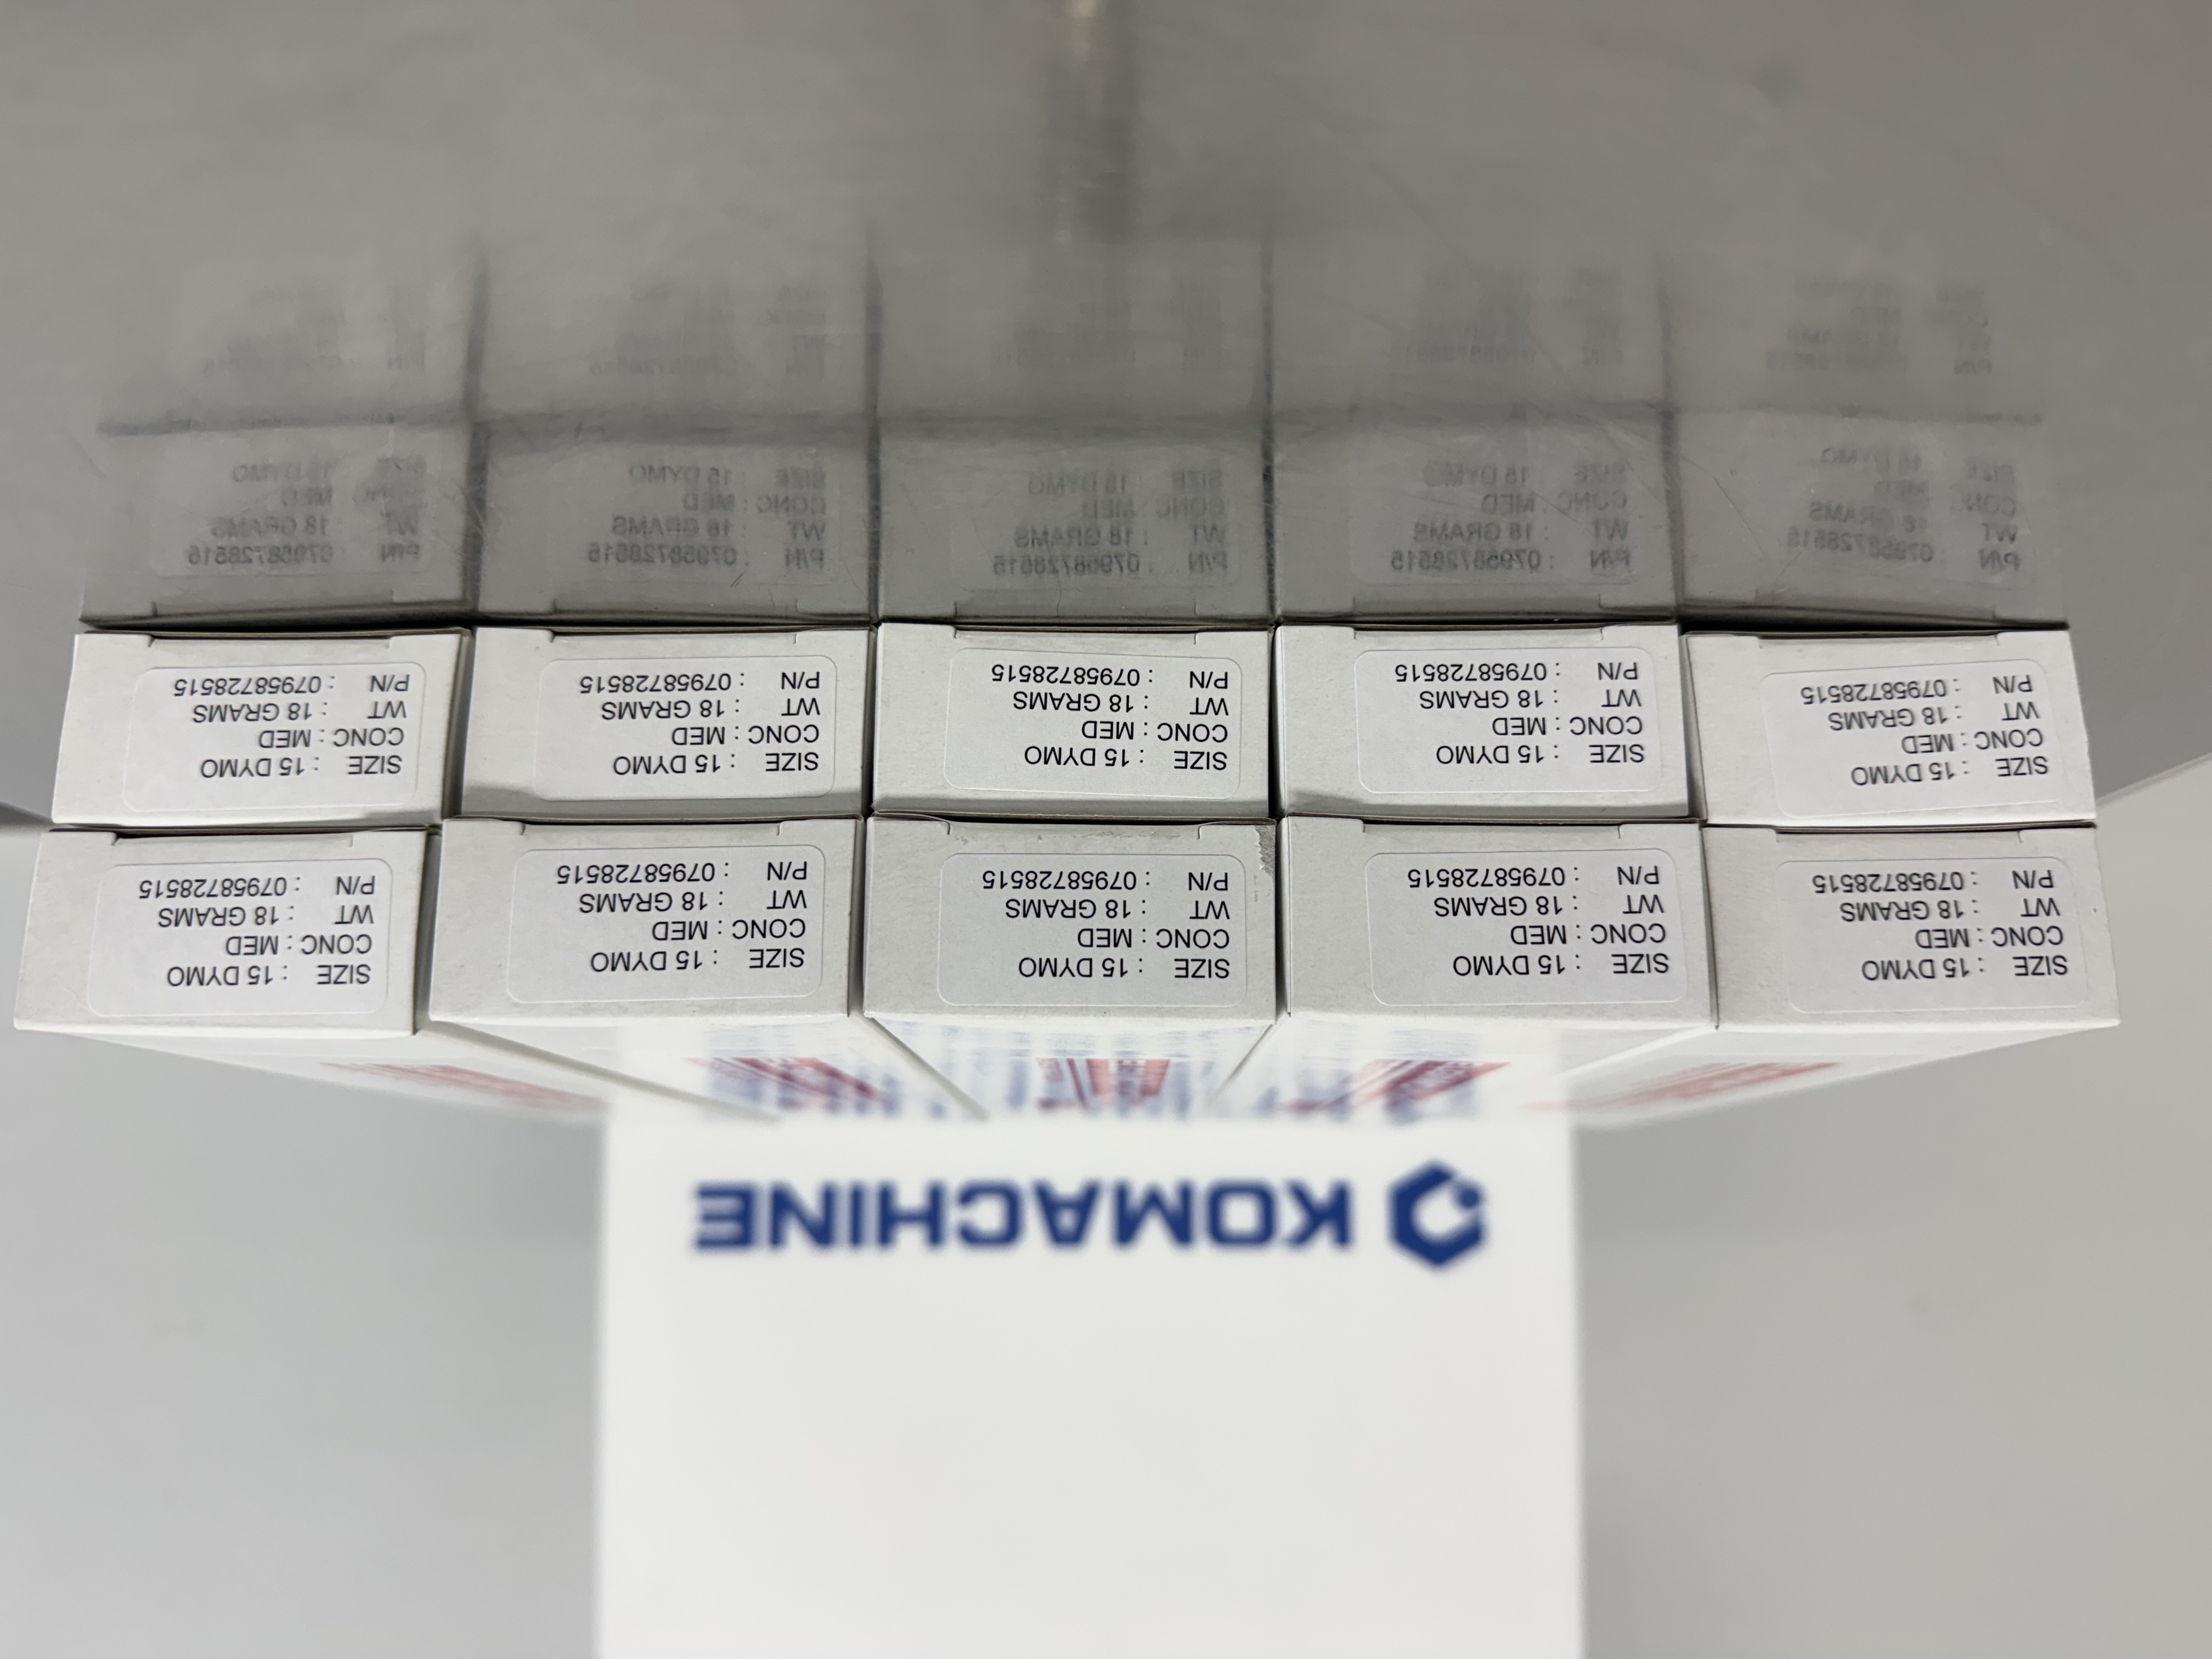 KOMACHINE
SIZE : 15 DYMO
CONC : MED
WT : 18 GRAMS
P/N : 07958728515
SIZE : 15 DYMO
CONC : MED
WT : 18 GRAMS
P/N : 07958728515
SIZE : 15 DYMO
CONC : MED
WT : 18 GRAMS
P/N : 07958728515
SIZE : 15 DYMO
CONC : MED
WT : 18 GRAMS
P/N : 07958728515
SIZE : 15 DYMO
CONC : MED
WT : 18 GRAMS
P/N : 07958728515
SIZE : 15 DYMO
CONC : MED
WT : 18 GRAMS
P/N : 07958728515
SIZE : 15 DYMO
CONC : MED
WT : 18 GRAMS
P/N : 07958728515
SIZE : 15 DYMO
CONC : MED
WT : 18 GRAMS
P/N : 07958728515
SIZE : 15 DYMO
CONC : MED
WT : 18 GRAMS
P/N : 07958728515
SIZE : 15 DYMO
CONC : MED
WT : 18 GRAMS
P/N : 07958728515